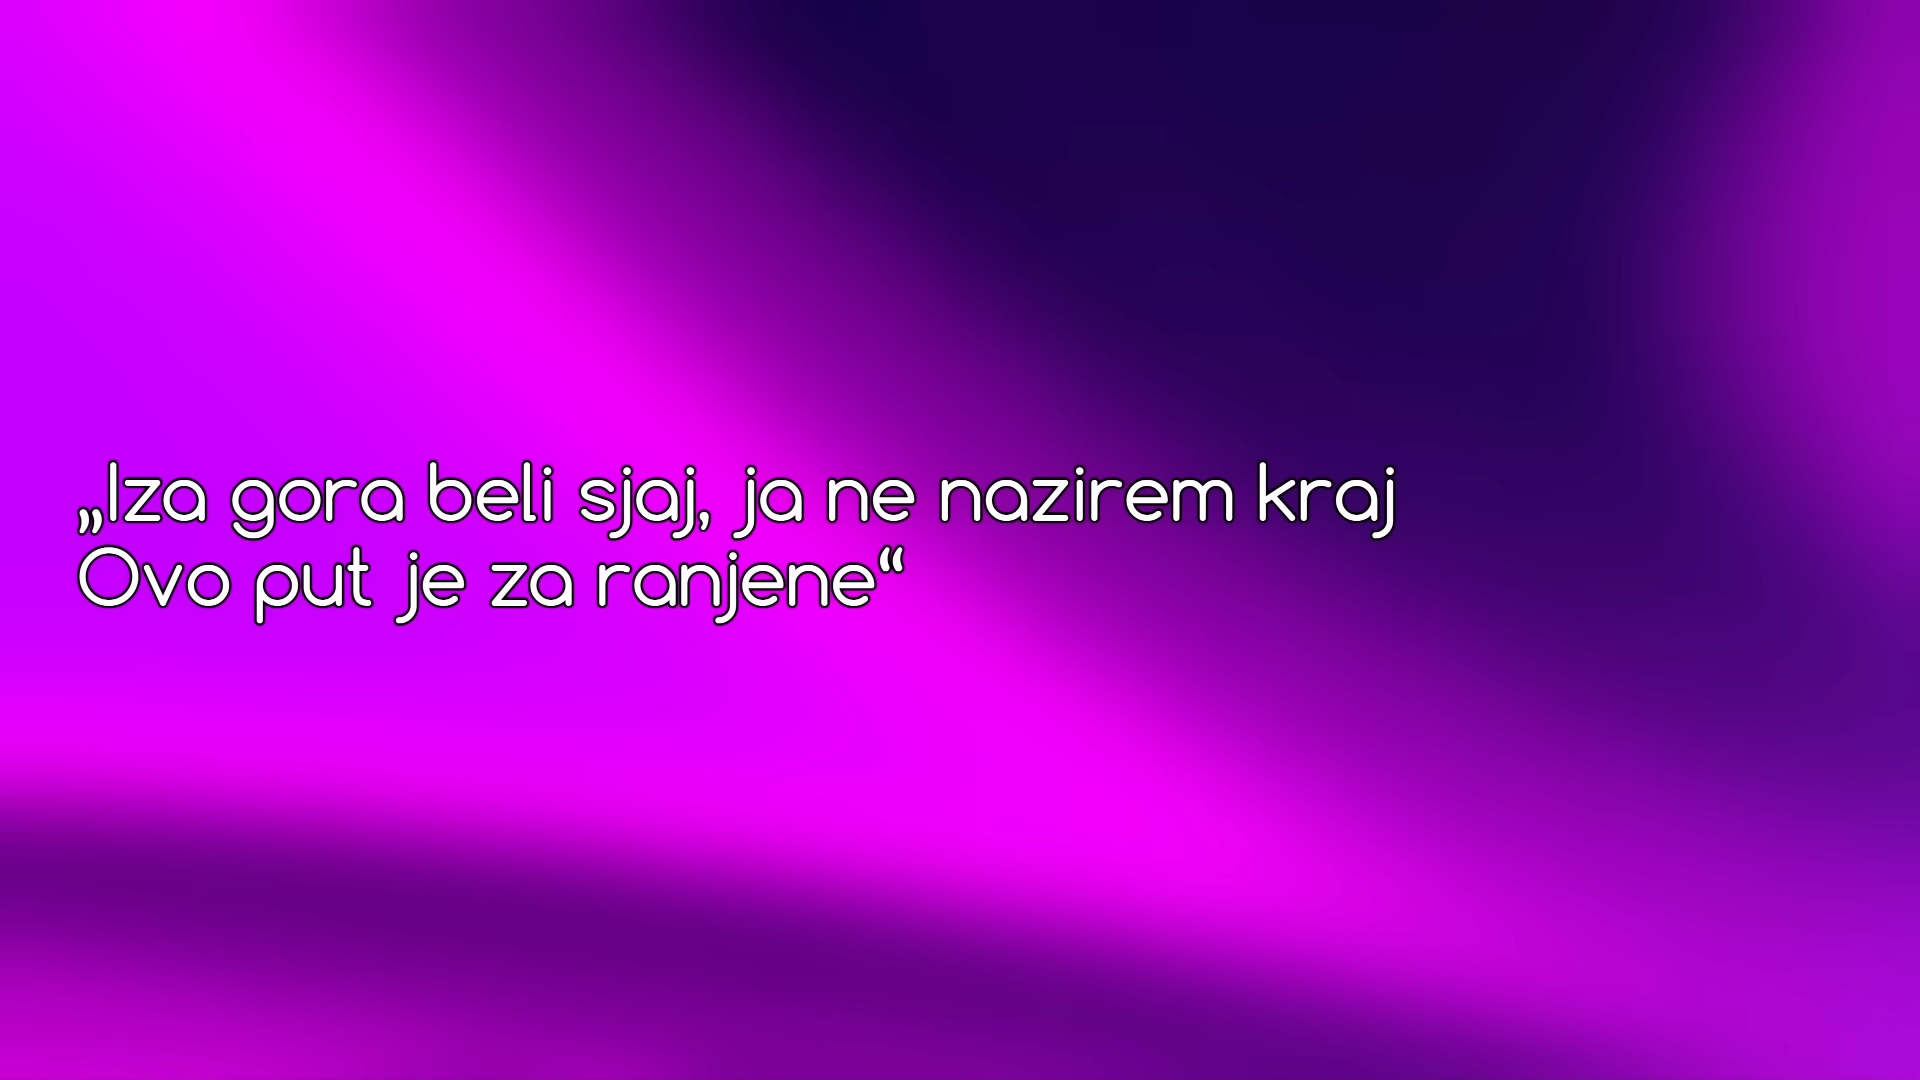 „Iza gora beli sjaj, ja ne nazirem kraj
Ovo put je za ranjene“